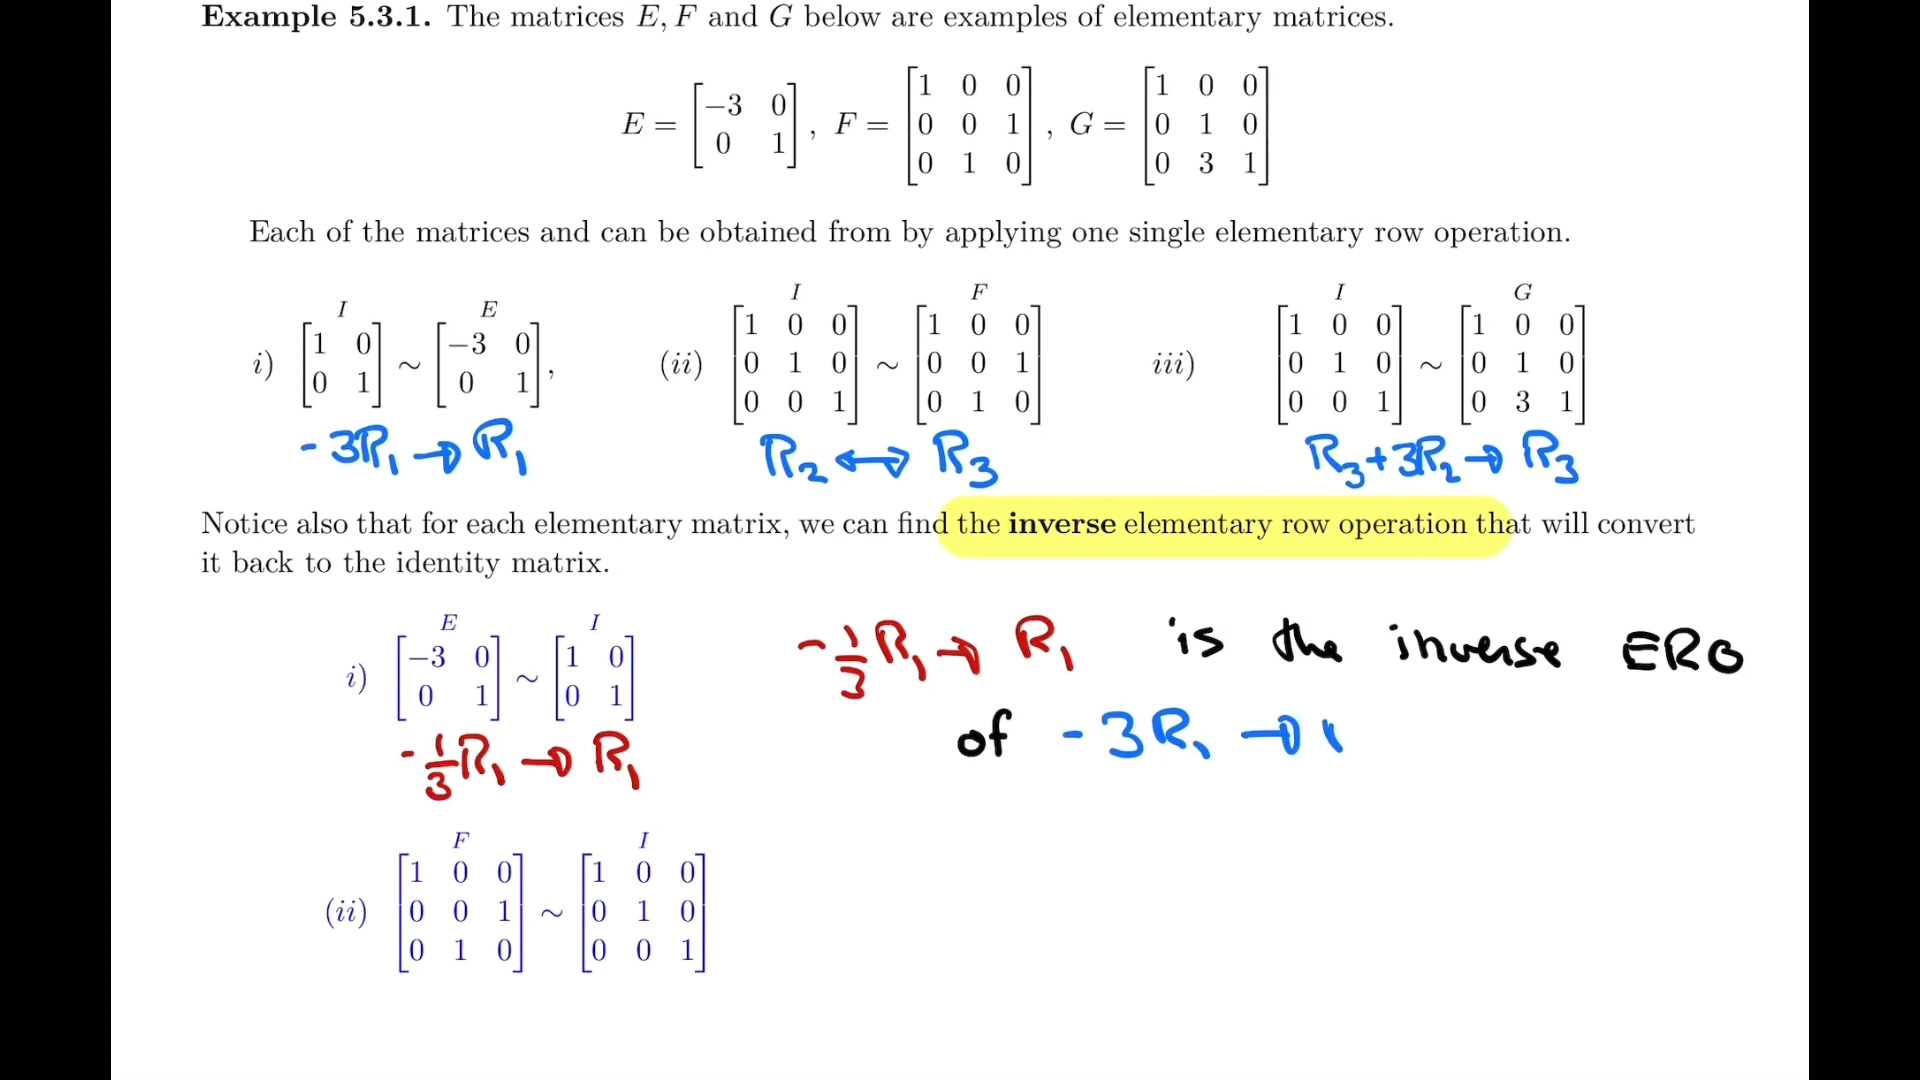 Example 5.3.1. The matrices E, F and G below are examples of elementary matrices.
E = [−3 0; 0 1], F = [1 0 0; 0 0 1; 0 1 0], G = [1 0 0; 0 1 0; 0 3 1]
Each of the matrices and can be obtained from by applying one single elementary row operation.
i) I [1 0; 0 1] ∼ E [−3 0; 0 1], (ii) I [1 0 0; 0 1 0; 0 0 1] ∼ F [1 0 0; 0 0 1; 0 1 0] iii) I [1 0 0; 0 1 0; 0 0 1] ∼ G [1 0 0; 0 1 0; 0 3 1]
-3R₁ → R₁ R₂ ↔ R₃ R₃+3R₂ → R₃
Notice also that for each elementary matrix, we can find the inverse elementary row operation that will convert
it back to the identity matrix.
i) E [−3 0; 0 1] ∼ I [1 0; 0 1]
-1/3 R₁ → R₁
-1/3 R₁ → R₁ is the inverse ERO
of -3R₁ →
(ii) F [1 0 0; 0 0 1; 0 1 0] ∼ I [1 0 0; 0 1 0; 0 0 1]